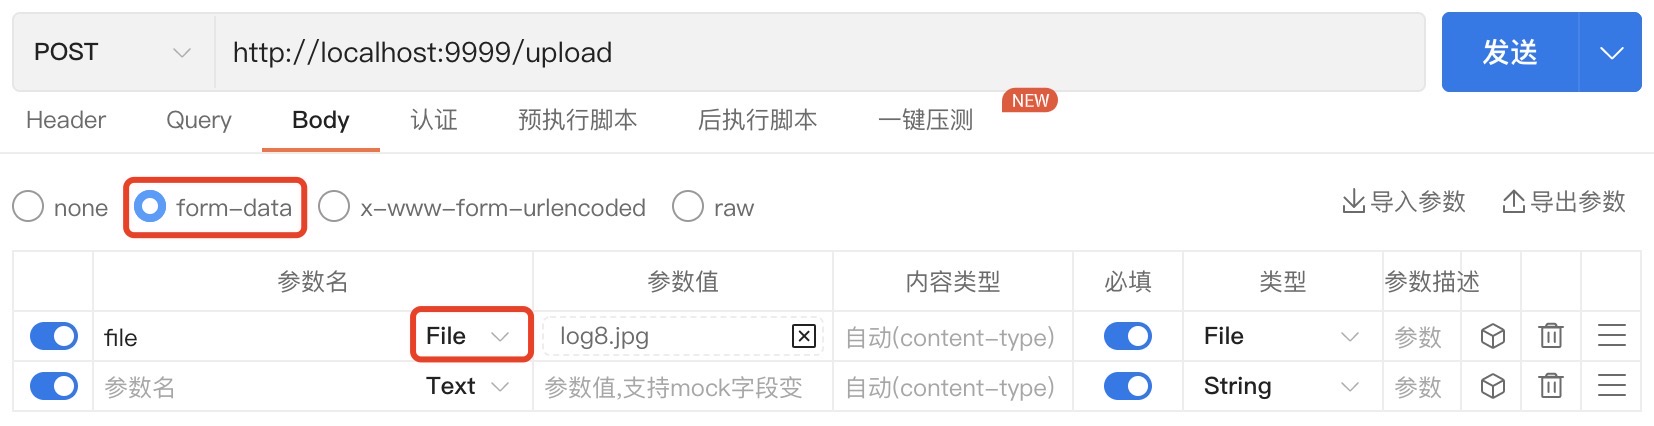 POST http://localhost:9999/upload 发送
Header Query Body 认证 预执行脚本 后执行脚本 一键压测 NEW
none form-data x-www-form-urlencoded raw 导入参数 导出参数
参数名 参数值 内容类型 必填 类型 参数描述
file File log8.jpg 自动(content-type) File 参数
参数名 Text 参数值,支持mock字段变 自动(content-type) String 参数